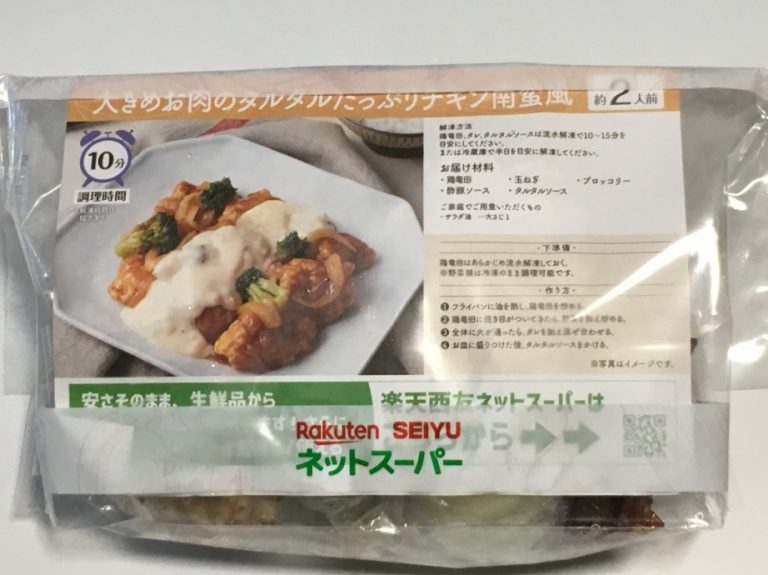 大きめお肉のタルタルたっぷりチキン南蛮風
約2人前
10分
調理時間
解凍時間は
解凍方法
鶏竜田、タレ、タルタルソースは流水解凍で10〜15分を
目安にしてください。
または冷蔵庫で半日を目安に解凍してください。
お届け材料
・鶏竜田 ・玉ねぎ ・ブロッコリー
・酢豚ソース ・タルタルソース
ご家庭でご用意いただくもの
・サラダ油 …大さじ1
・下準備・
鶏竜田はあらかじめ流水解凍しておく。
※野菜類は冷凍のまま調理可能です。
・作り方・
❶ フライパンに油を熱し、鶏竜田を炒める。
❷ 鶏竜田に焼き目がついてきたら、野菜を加え炒める。
❸ 全体に火が通ったら、タレを加え混ぜ合わせる。
❹ お皿に盛りつけた後、タルタルソースをかける。
※写真はイメージです。
安さそのまま、生鮮品から
楽天西友ネットスーパーは
から
Rakuten SEIYU
ネットスーパー